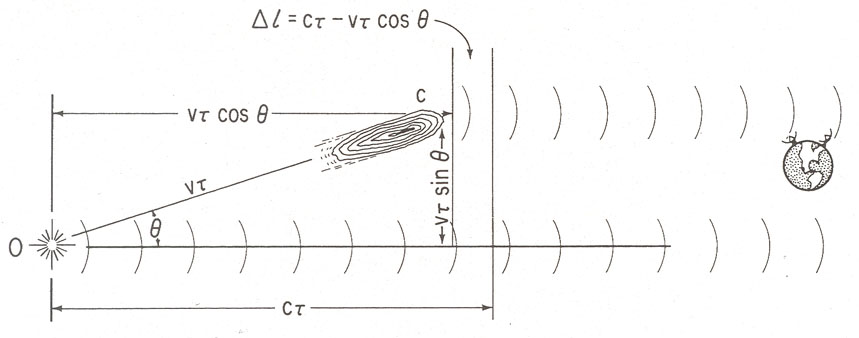 Δl = cτ − vτ cos θ
C
vτ cos θ
vτ
θ
vτ sin θ
O
cτ